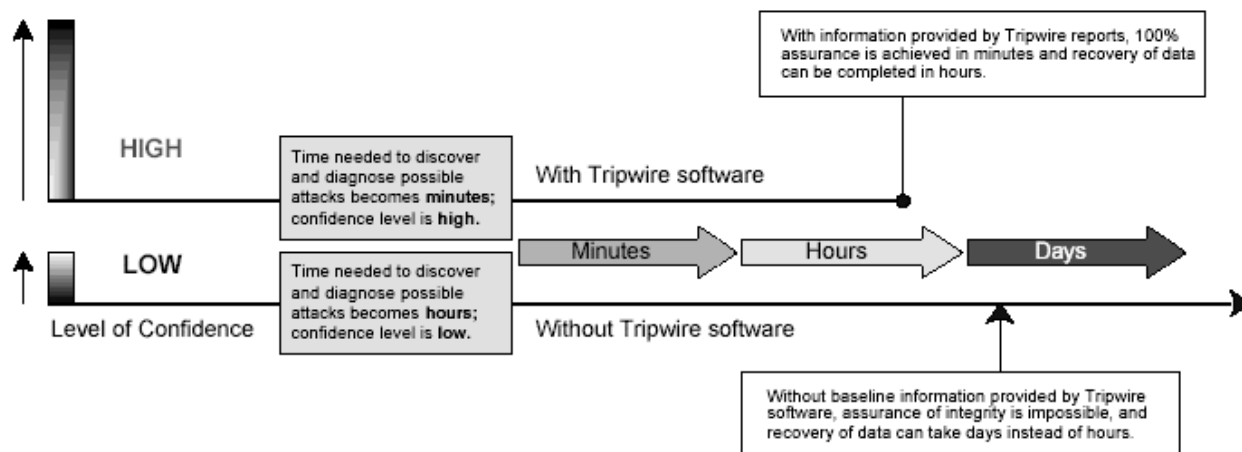 With information provided by Tripwire reports, 100%
assurance is achieved in minutes and recovery of data
can be completed in hours.
HIGH
Time needed to discover
and diagnose possible
attacks becomes minutes;
confidence level is high.
With Tripwire software
Minutes
Hours
Days
LOW
Time needed to discover
and diagnose possible
attacks becomes hours;
confidence level is low.
Level of Confidence
Without Tripwire software
Without baseline information provided by Tripwire
software, assurance of integrity is impossible, and
recovery of data can take days instead of hours.